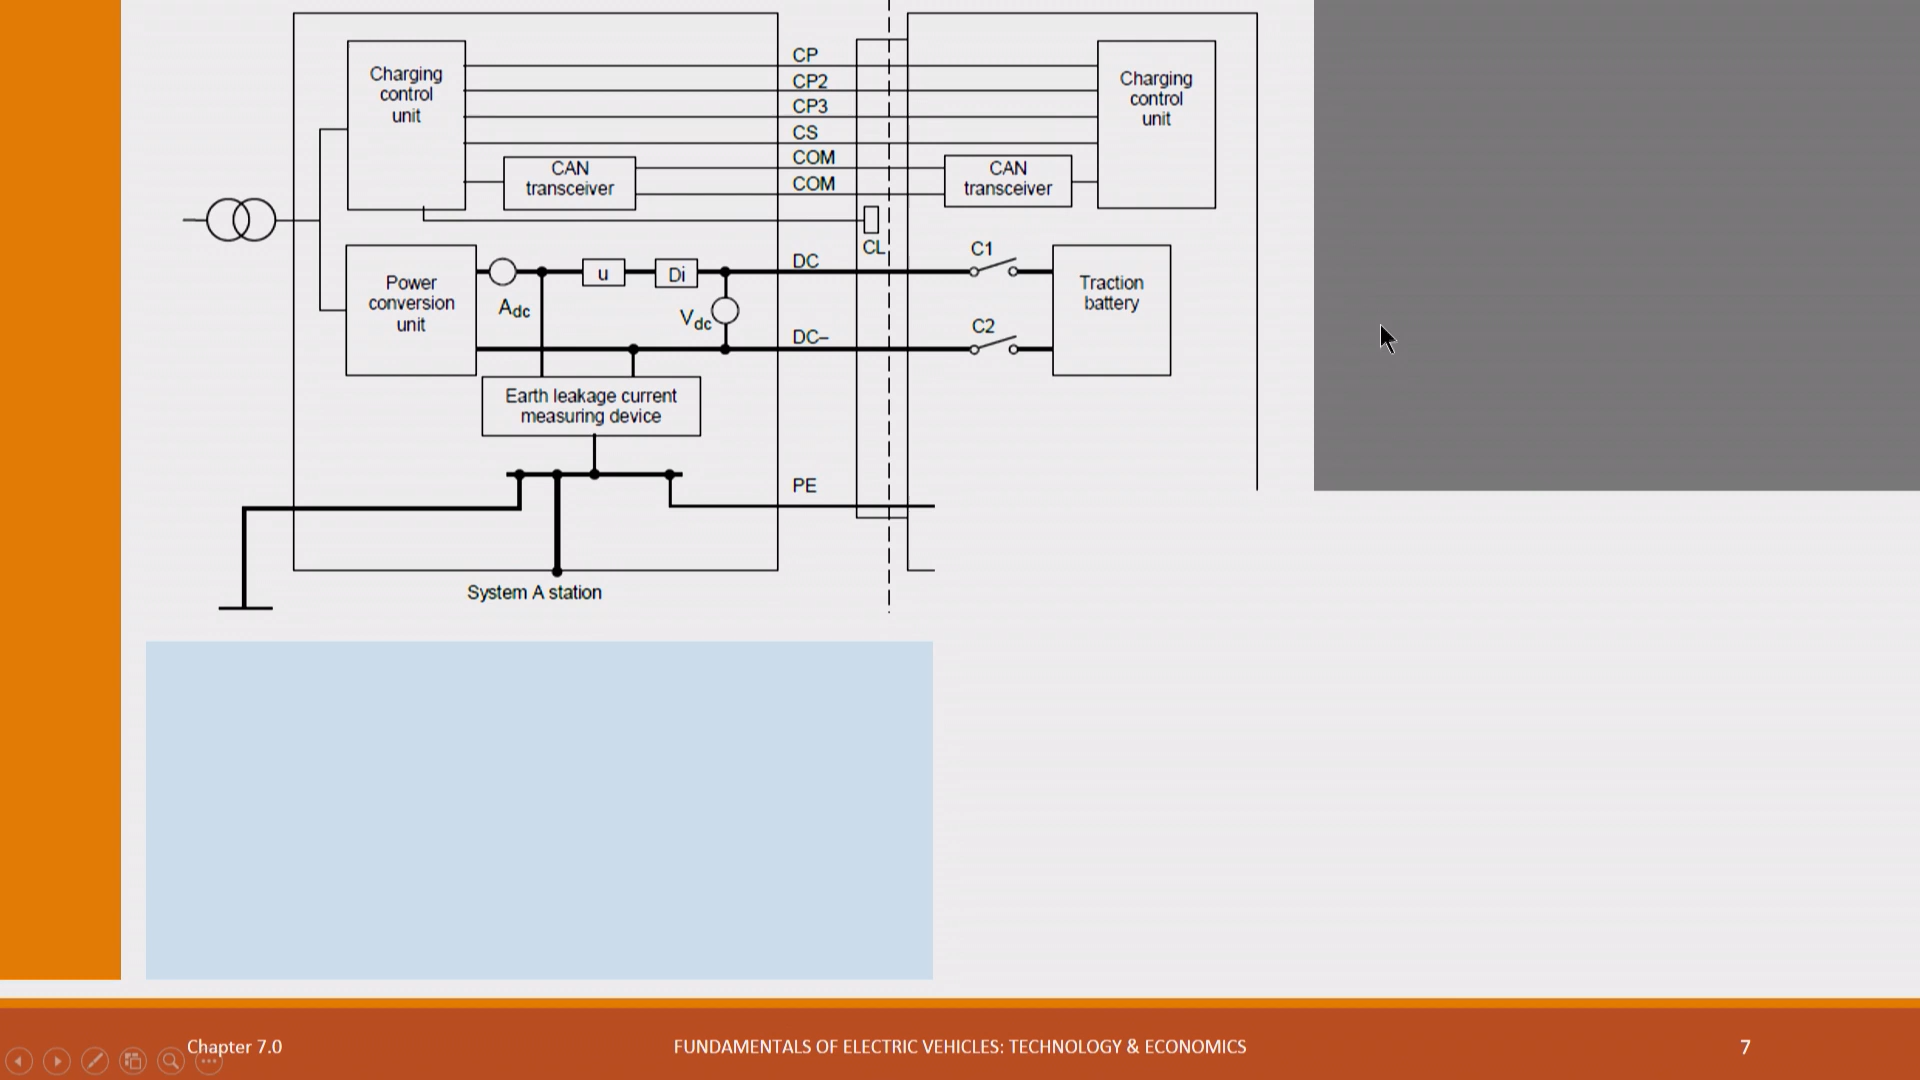 Charging
control
unit
CP
CP2
CP3
CS
COM
COM
Charging
control
unit
CAN
transceiver
CAN
transceiver
CL
Power
conversion
unit
Adc
u
Di
Vdc
DC
DC–
C1
C2
Traction
battery
Earth leakage current
measuring device
PE
System A station
Chapter 7.0
FUNDAMENTALS OF ELECTRIC VEHICLES: TECHNOLOGY & ECONOMICS
7